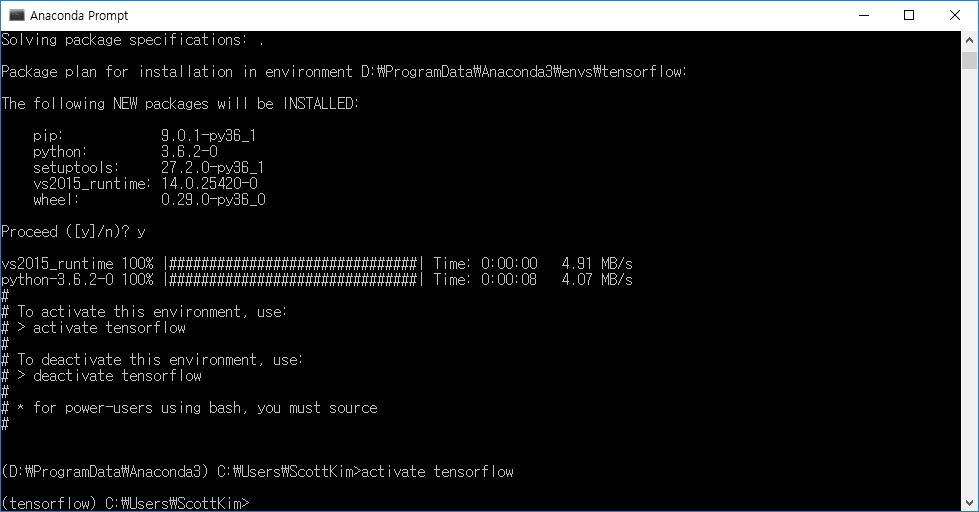 Anaconda Prompt
Solving package specifications: .
Package plan for installation in environment D:₩ProgramData₩Anaconda3₩envs₩tensorflow:
The following NEW packages will be INSTALLED:
pip: 9.0.1-py36_1
python: 3.6.2-0
setuptools: 27.2.0-py36_1
vs2015_runtime: 14.0.25420-0
wheel: 0.29.0-py36_0
Proceed ([y]/n)? y
vs2015_runtime 100% |###############################| Time: 0:00:00 4.91 MB/s
python-3.6.2-0 100% |###############################| Time: 0:00:08 4.07 MB/s
#
# To activate this environment, use:
# > activate tensorflow
#
# To deactivate this environment, use:
# > deactivate tensorflow
#
# * for power-users using bash, you must source
#
(D:₩ProgramData₩Anaconda3) C:₩Users₩ScottKim>activate tensorflow
(tensorflow) C:₩Users₩ScottKim>